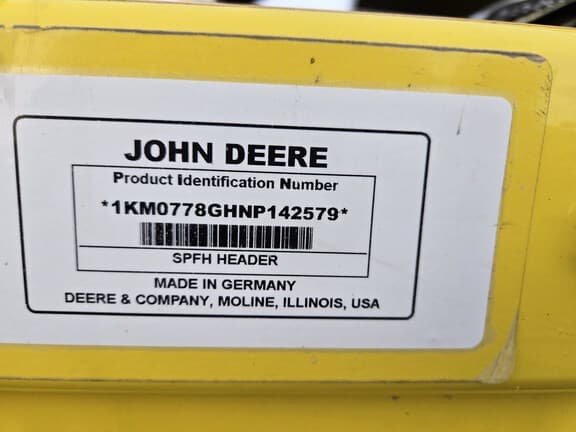 JOHN DEERE
Product Identification Number
*1KM0778GHNP142579*
SPFH HEADER
MADE IN GERMANY
DEERE & COMPANY, MOLINE, ILLINOIS, USA